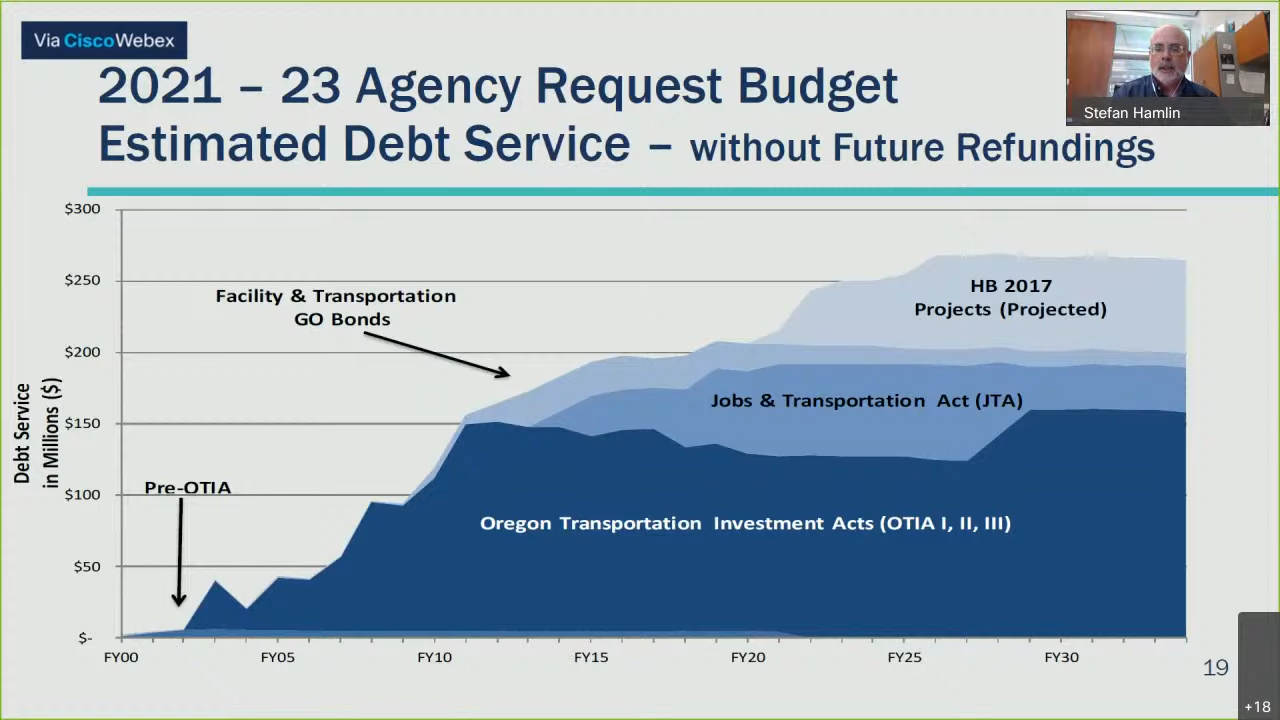 Via CiscoWebex
Stefan Hamlin
2021 – 23 Agency Request Budget
Estimated Debt Service – without Future Refundings
$300
$250
$200
$150
$100
$50
$-
Debt Service
in Millions ($)
Facility & Transportation
GO Bonds
HB 2017
Projects (Projected)
Jobs & Transportation Act (JTA)
Pre-OTIA
Oregon Transportation Investment Acts (OTIA I, II, III)
FY00 FY05 FY10 FY15 FY20 FY25 FY30
19
+18